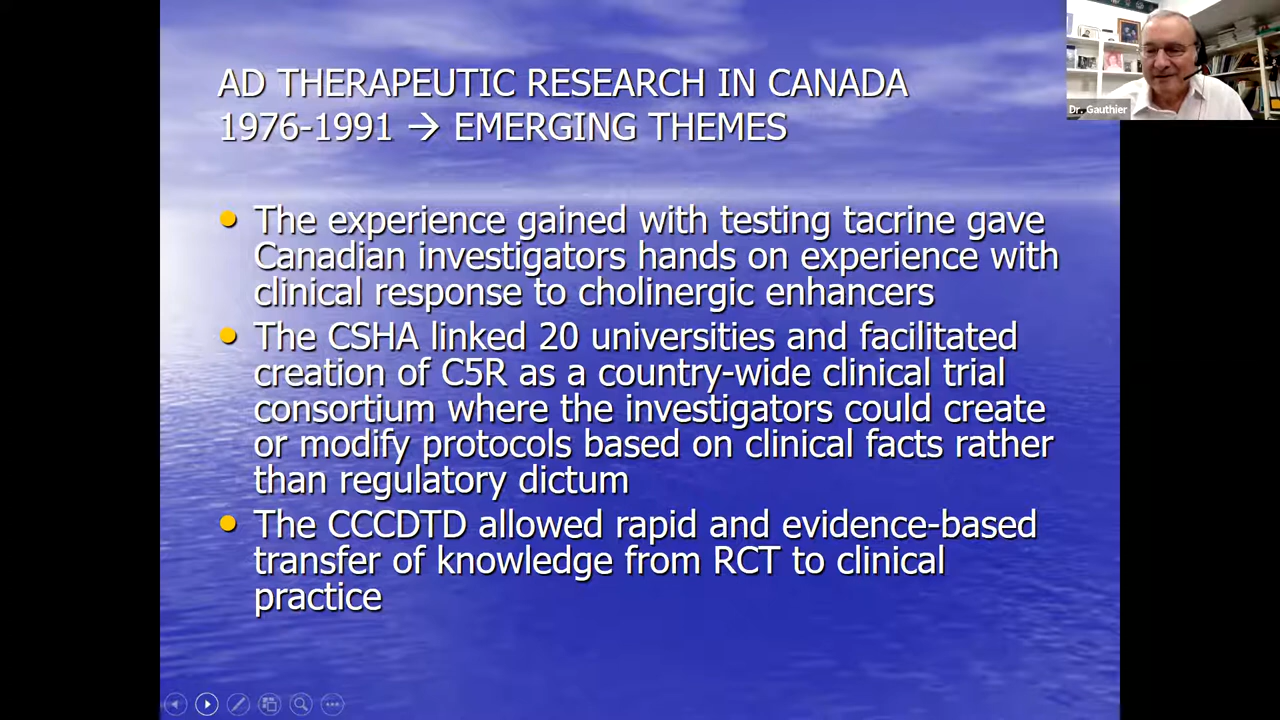 AD THERAPEUTIC RESEARCH IN CANADA
1976-1991 → EMERGING THEMES
• The experience gained with testing tacrine gave
Canadian investigators hands on experience with
clinical response to cholinergic enhancers
• The CSHA linked 20 universities and facilitated
creation of C5R as a country-wide clinical trial
consortium where the investigators could create
or modify protocols based on clinical facts rather
than regulatory dictum
• The CCCDTD allowed rapid and evidence-based
transfer of knowledge from RCT to clinical
practice
Dr. Gauthier